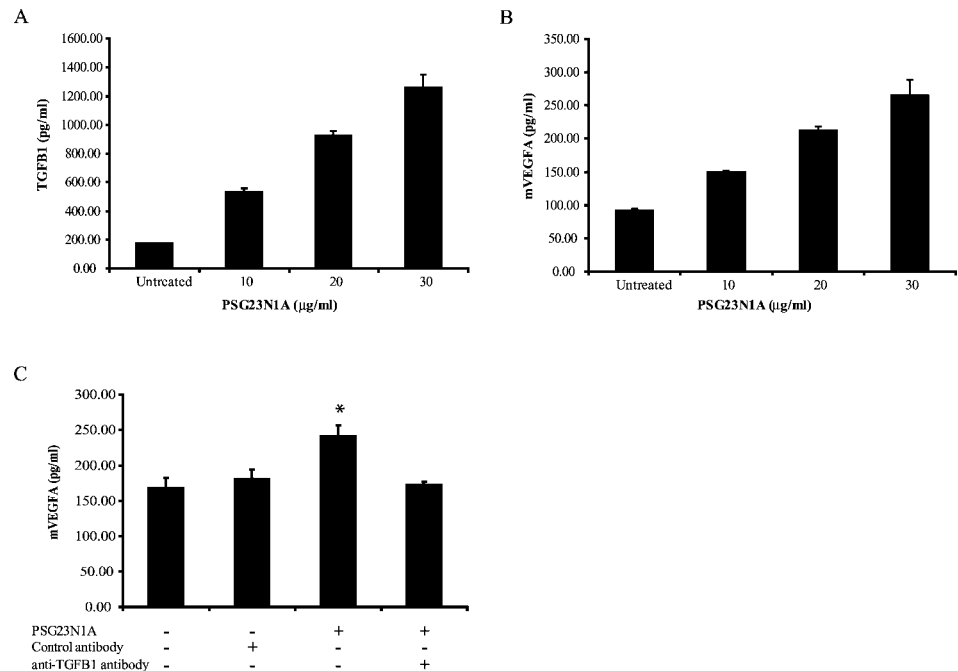 A
TGFB1 (pg/ml)
1600.00
1400.00
1200.00
1000.00
800.00
600.00
400.00
200.00
0.00
Untreated 10 20 30
PSG23N1A (µg/ml)
B
mVEGFA (pg/ml)
350.00
300.00
250.00
200.00
150.00
100.00
50.00
0.00
Untreated 10 20 30
PSG23N1A (µg/ml)
C
mVEGFA (pg/ml)
300.00
250.00
200.00
150.00
100.00
50.00
0.00
*
PSG23N1A - - + +
Control antibody - + - -
anti-TGFB1 antibody - - - +